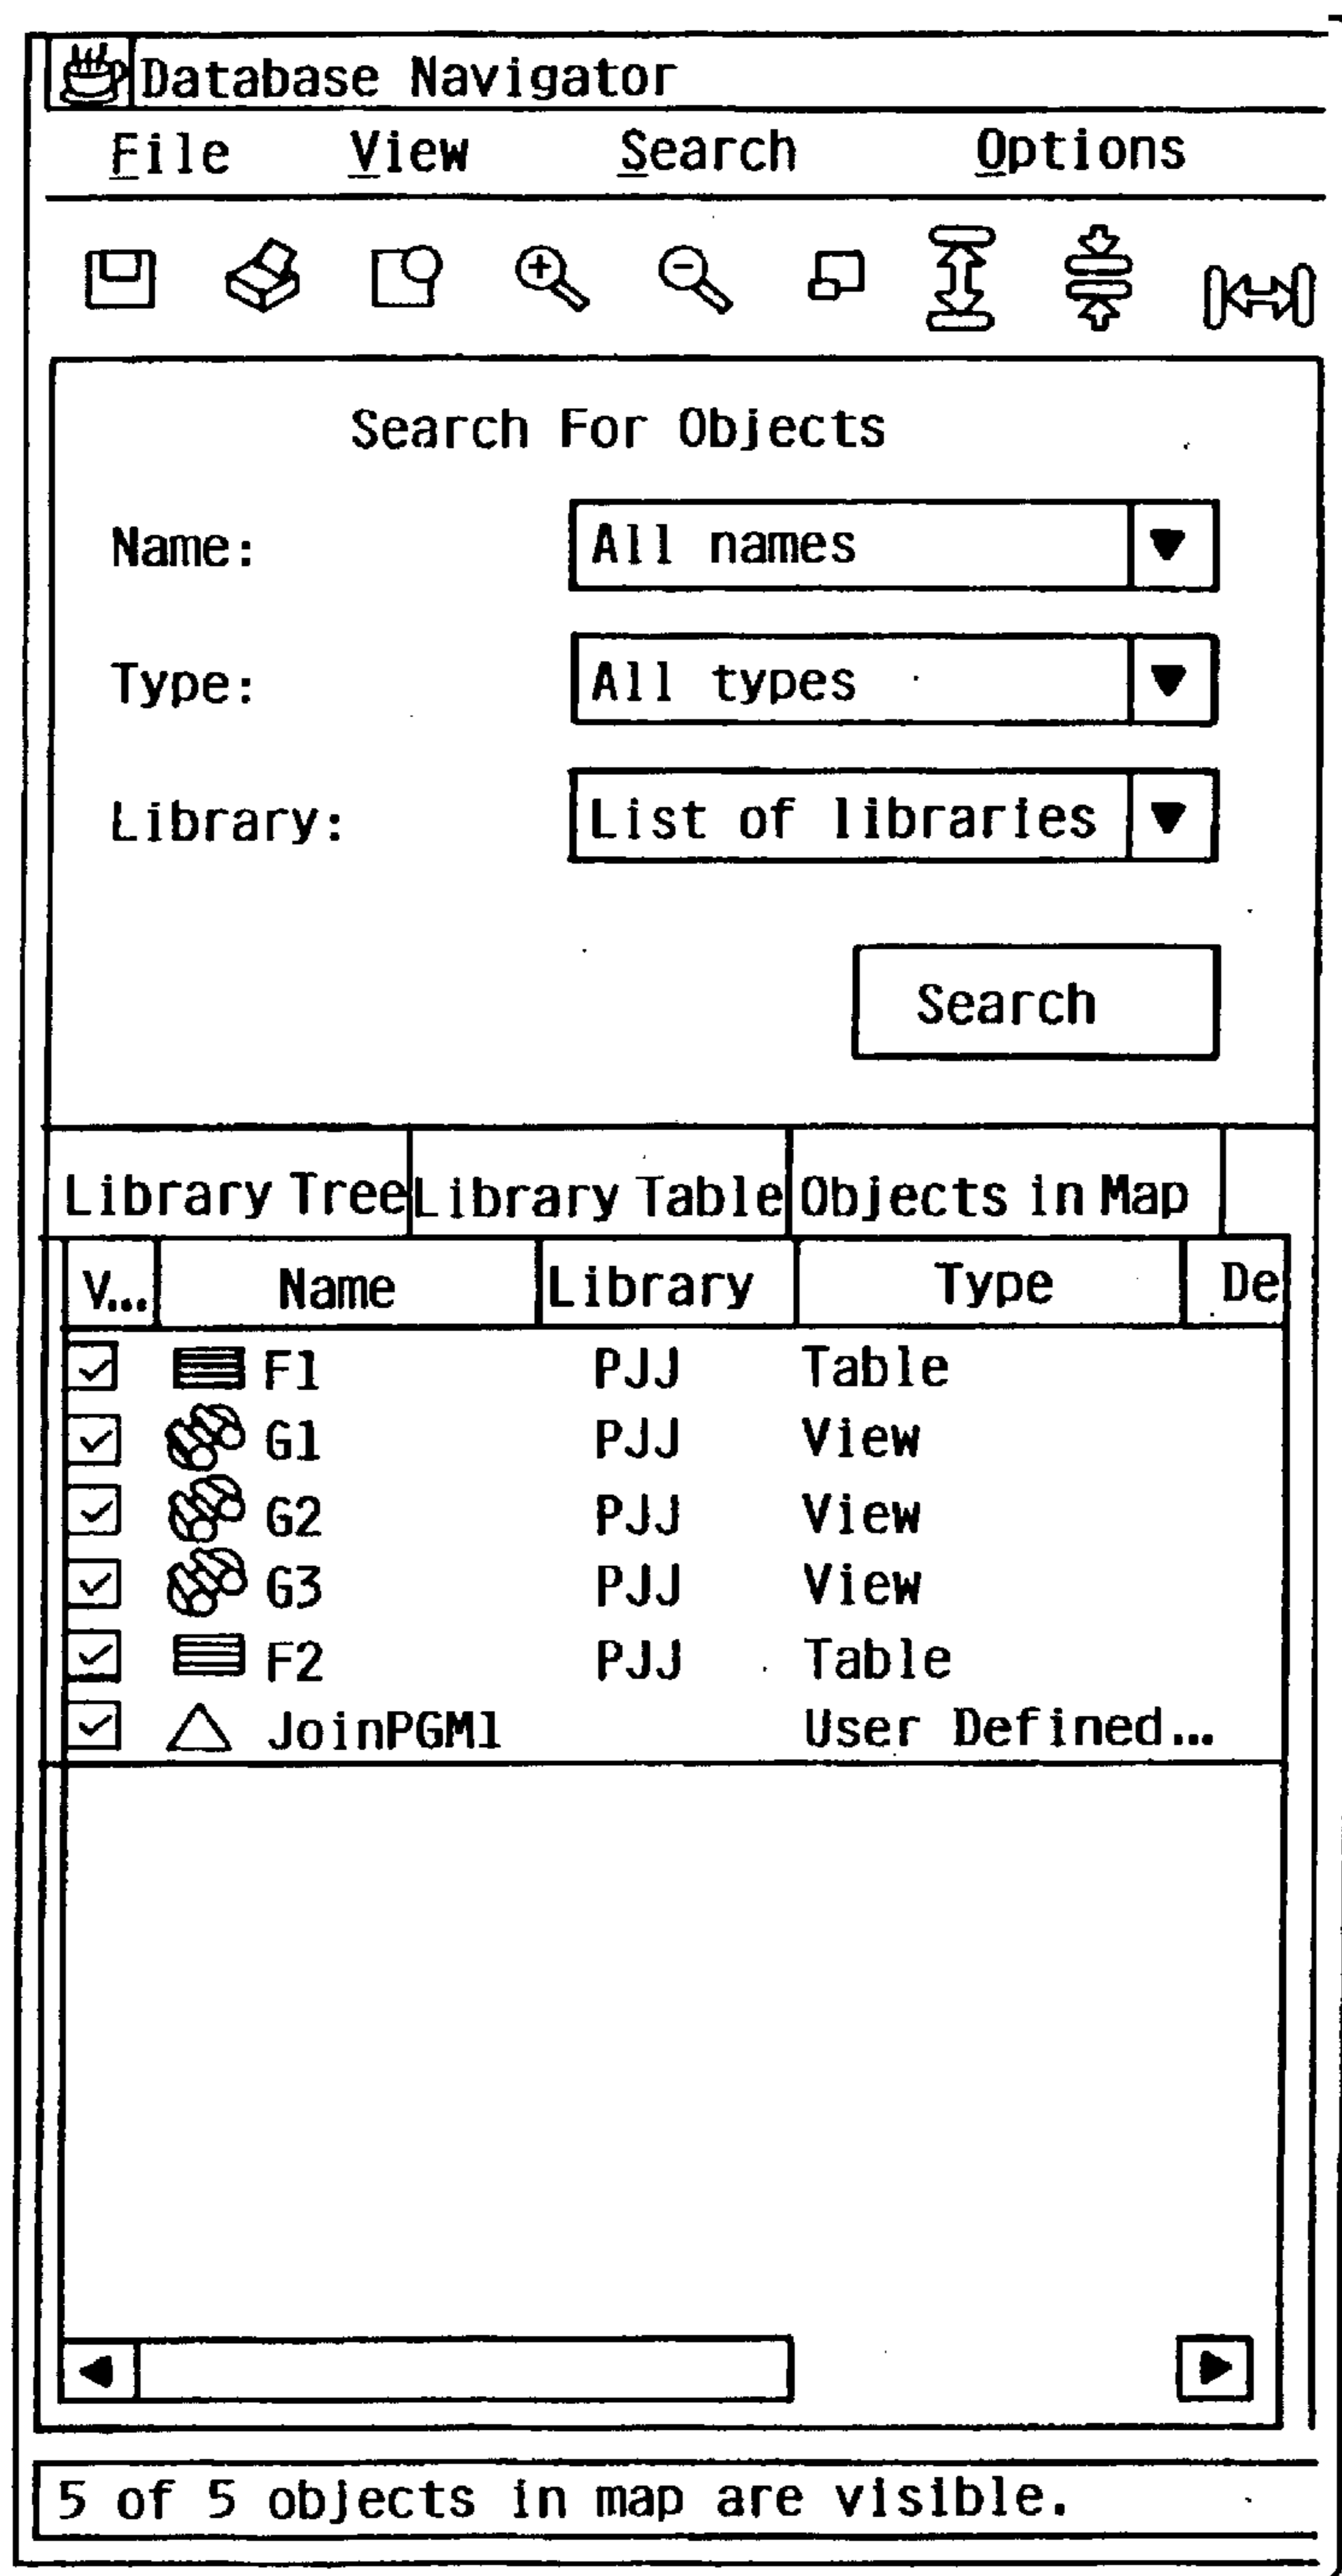 Database Navigator
File View Search Options
Search For Objects
Name: All names
Type: All types
Library: List of libraries
Search
Library Tree Library Table Objects in Map
V... Name Library Type De
F1 PJJ Table
G1 PJJ View
G2 PJJ View
G3 PJJ View
F2 PJJ Table
JoinPGM1 User Defined...
5 of 5 objects in map are visible.